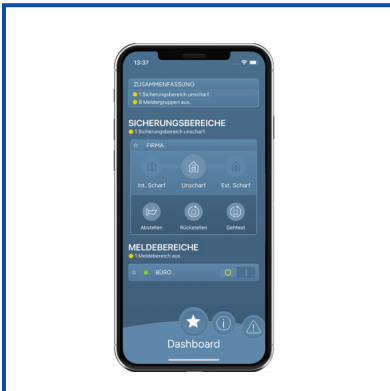 13:37
ZUSAMMENFASSUNG
1 Sicherungsbereich unscharf.
8 Meldergruppen aus.
SICHERUNGSBEREICHE
1 Sicherungsbereich unscharf.
FIRMA
Int. Scharf Unscharf Ext. Scharf
Abstellen Rückstellen Gehtest
MELDEBEREICHE
1 Meldebereich aus.
BÜRO
Dashboard